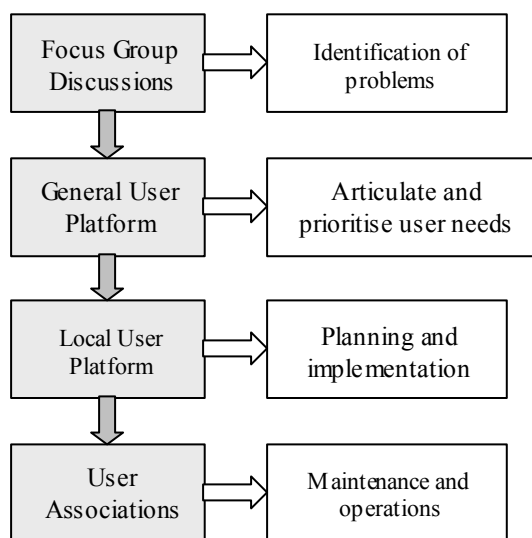 Focus Group
Discussions
Identification of
problems
General User
Platform
Articulate and
prioritise user needs
Local User
Platform
Planning and
implementation
User
Associations
Maintenance and
operations